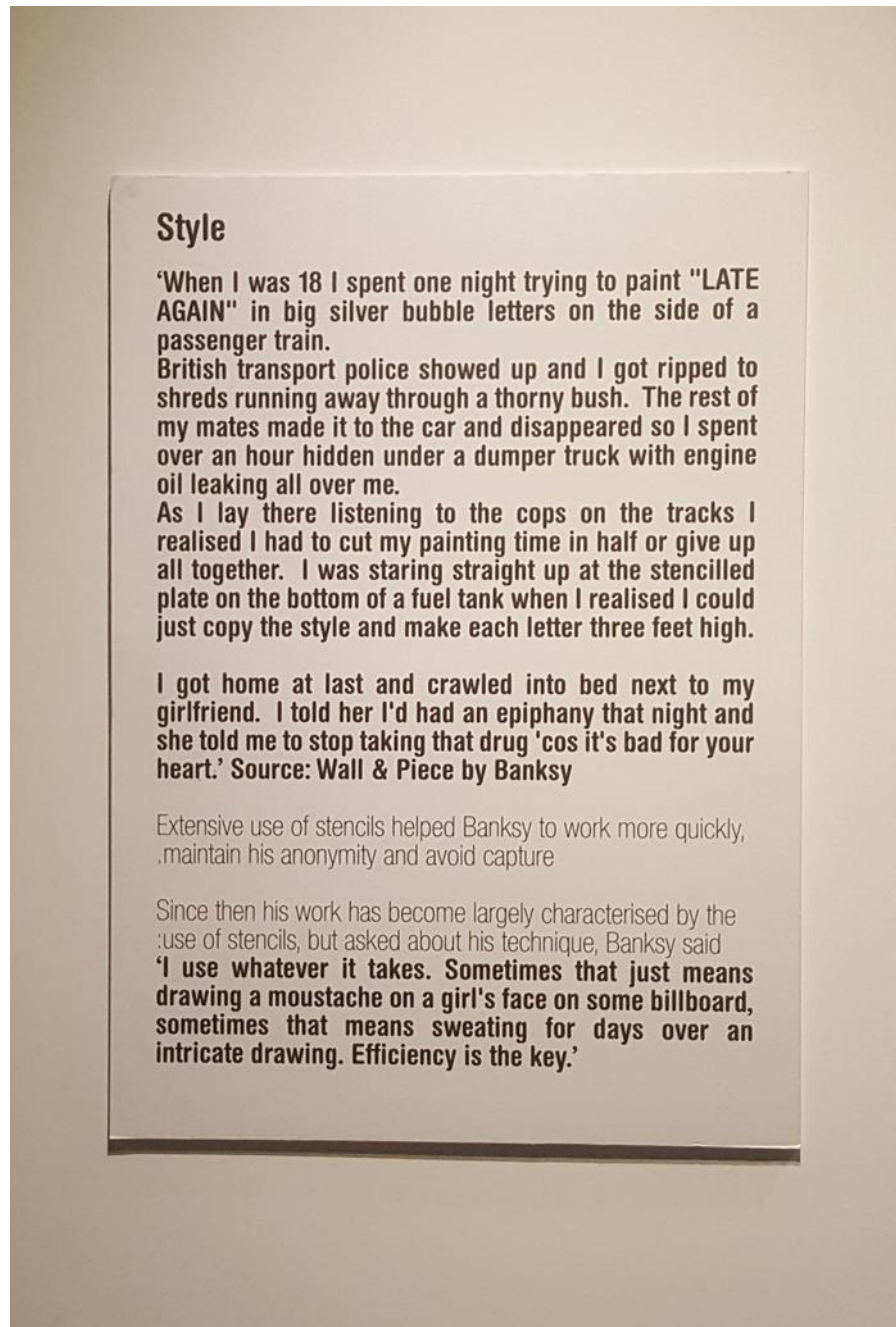 Style
‘When I was 18 I spent one night trying to paint "LATE
AGAIN" in big silver bubble letters on the side of a
passenger train.
British transport police showed up and I got ripped to
shreds running away through a thorny bush. The rest of
my mates made it to the car and disappeared so I spent
over an hour hidden under a dumper truck with engine
oil leaking all over me.
As I lay there listening to the cops on the tracks I
realised I had to cut my painting time in half or give up
all together. I was staring straight up at the stencilled
plate on the bottom of a fuel tank when I realised I could
just copy the style and make each letter three feet high.
I got home at last and crawled into bed next to my
girlfriend. I told her I'd had an epiphany that night and
she told me to stop taking that drug 'cos it's bad for your
heart.’ Source: Wall & Piece by Banksy
Extensive use of stencils helped Banksy to work more quickly,
.maintain his anonymity and avoid capture
Since then his work has become largely characterised by the
:use of stencils, but asked about his technique, Banksy said
‘I use whatever it takes. Sometimes that just means
drawing a moustache on a girl's face on some billboard,
sometimes that means sweating for days over an
intricate drawing. Efficiency is the key.’